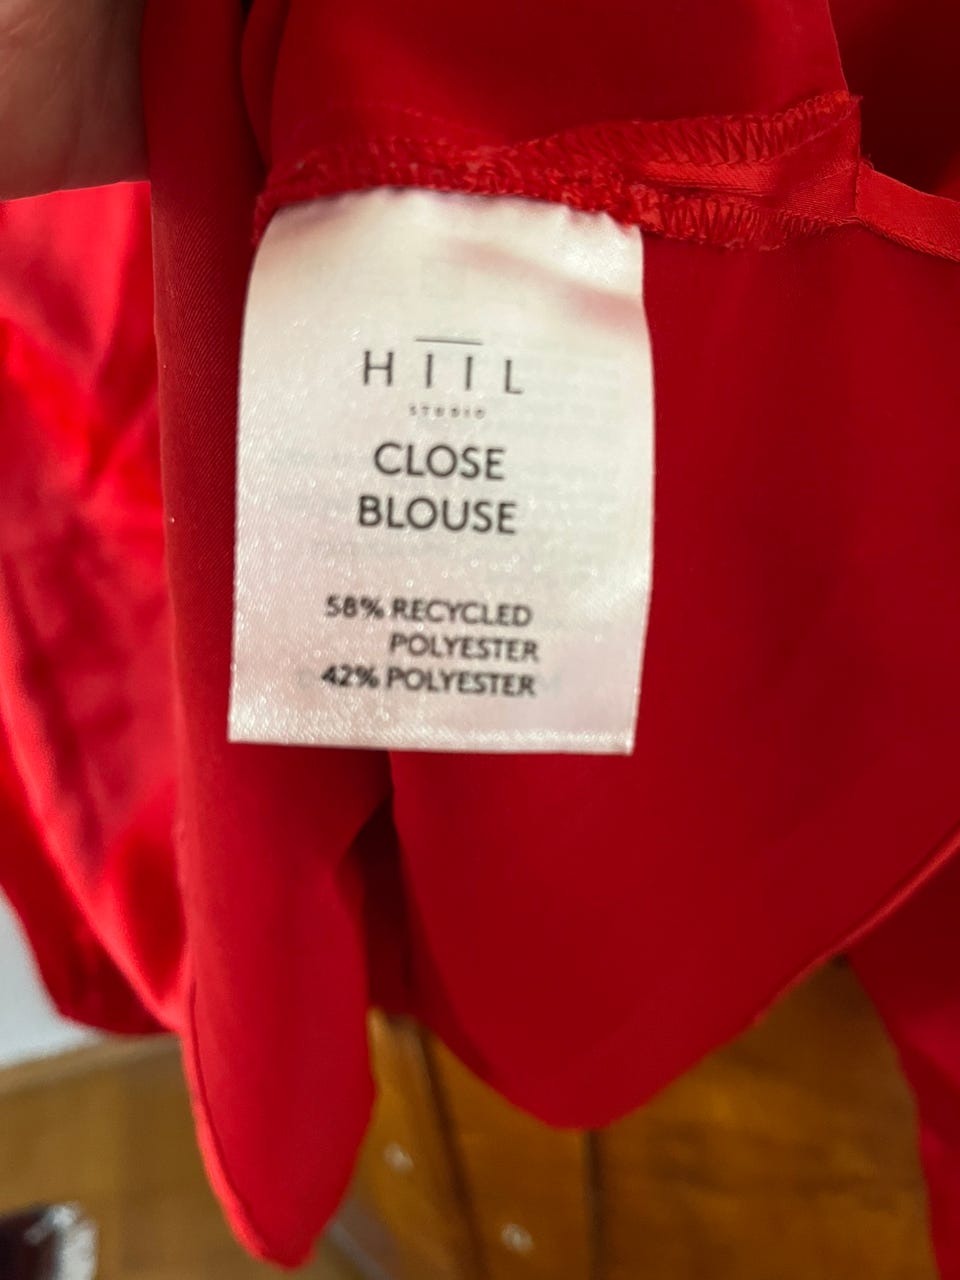 HIIL
STUDIO
CLOSE
BLOUSE
58% RECYCLED
POLYESTER
42% POLYESTER